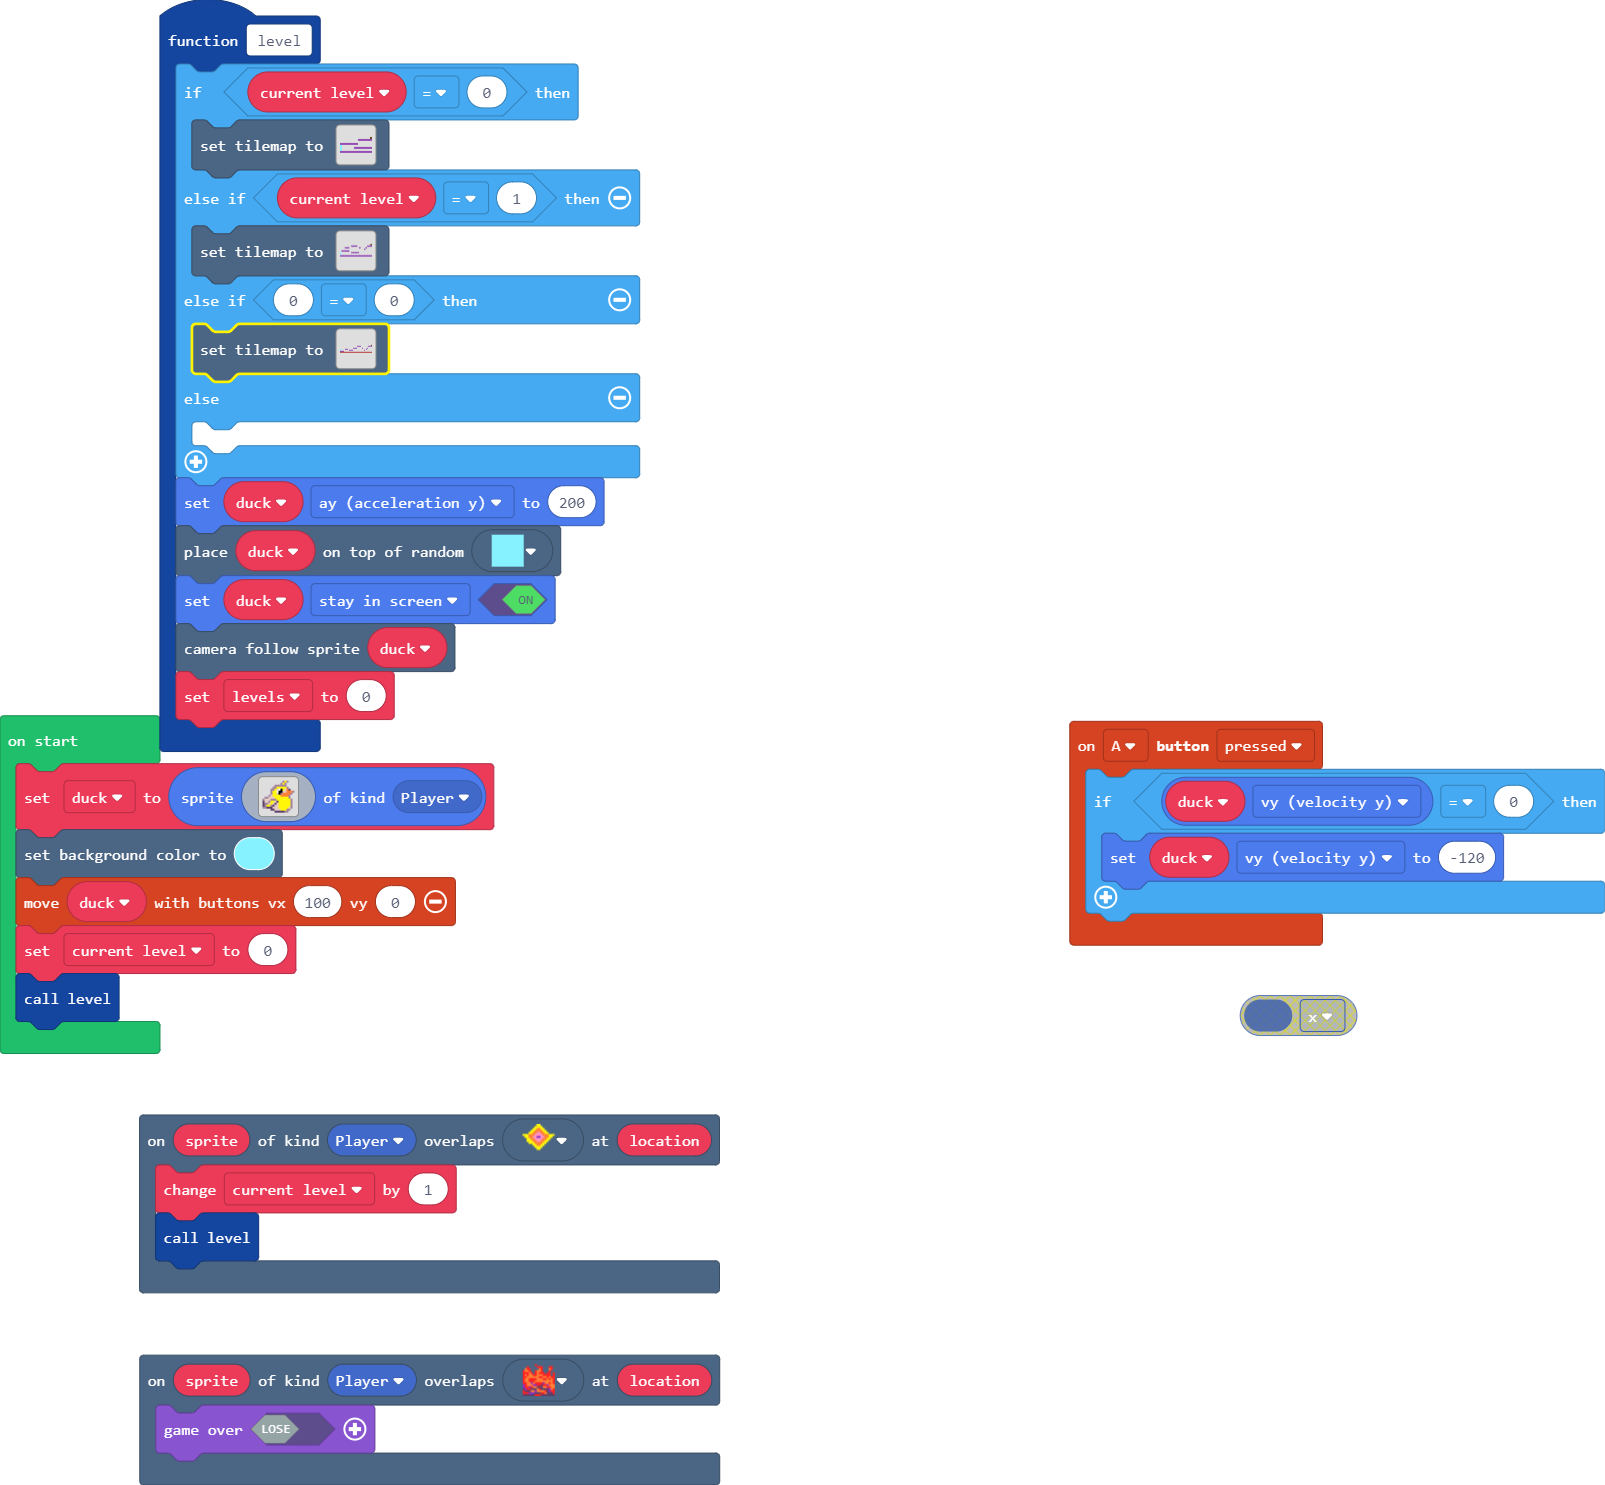 function level
if current level = 0 then
set tilemap to
else if current level = 1 then
set tilemap to
else if 0 = 0 then
set tilemap to
else
set duck ay (acceleration y) to 200
place duck on top of random
set duck stay in screen ON
camera follow sprite duck
set levels to 0
on start
set duck to sprite of kind Player
set background color to
move duck with buttons vx 100 vy 0
set current level to 0
call level
on A button pressed
if duck vy (velocity y) = 0 then
set duck vy (velocity y) to -120
x
on sprite of kind Player overlaps at location
change current level by 1
call level
on sprite of kind Player overlaps at location
game over LOSE